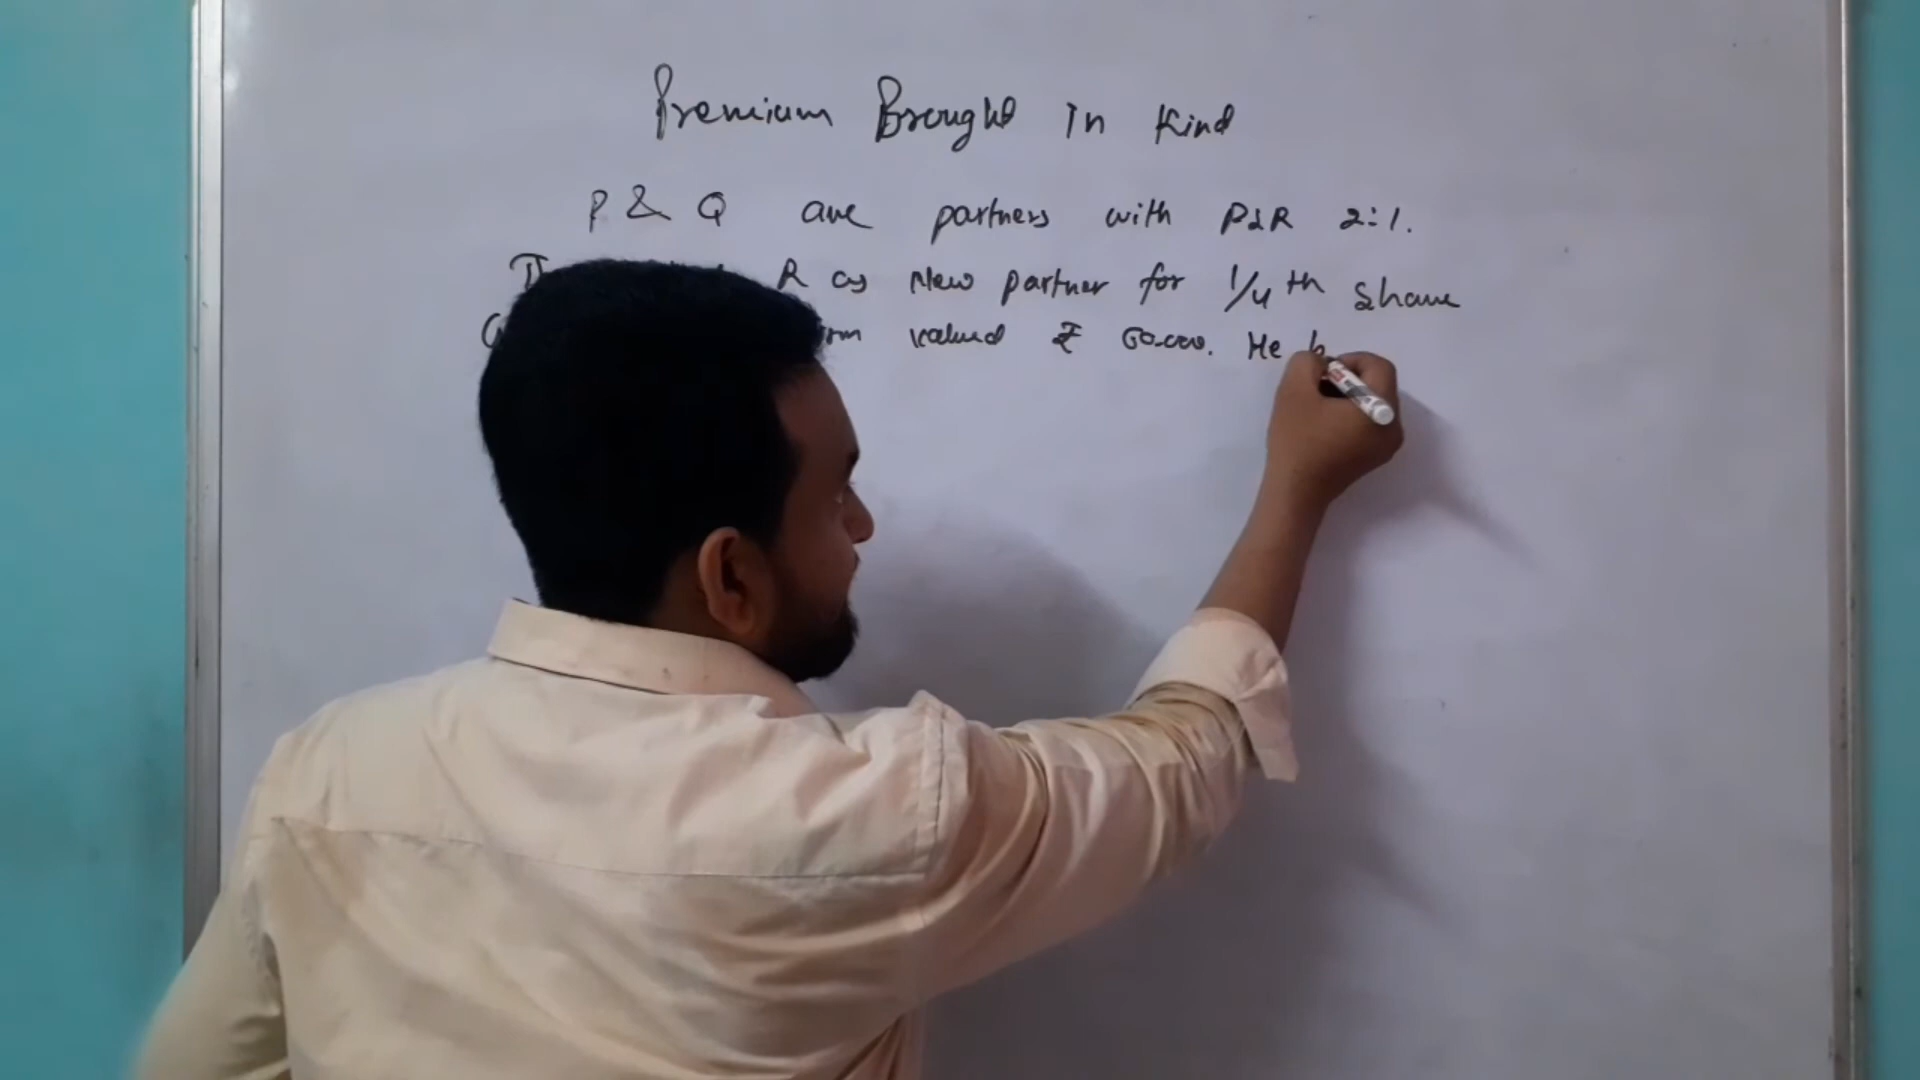 Premium Brought In Kind
P & Q are partners with P&R 2:1.
R as New partner for 1/4th Share
valued ₹ 60,000. He b